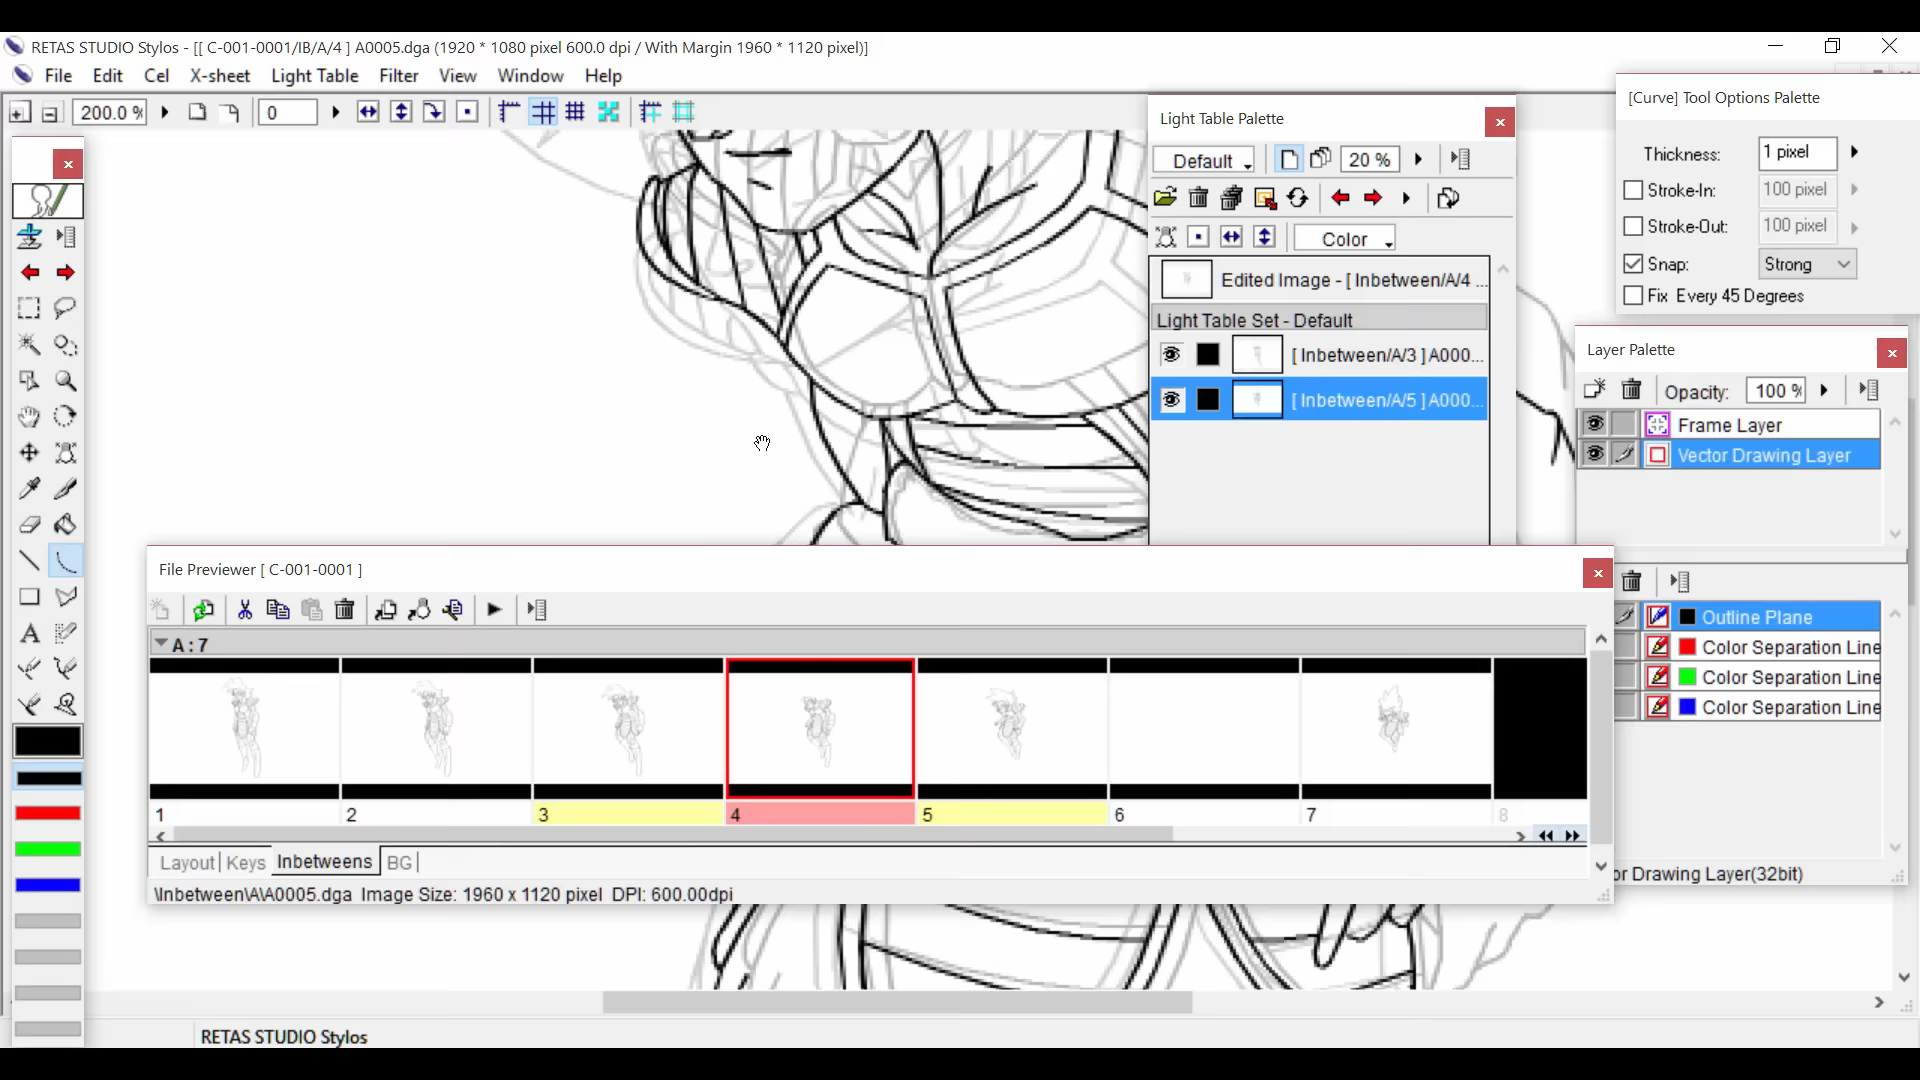 RETAS STUDIO Stylos - [[ C-001-0001/IB/A/4 ] A0005.dga (1920 * 1080 pixel 600.0 dpi / With Margin 1960 * 1120 pixel)]
File Edit Cel X-sheet Light Table Filter View Window Help
200.0 %
0
Light Table Palette
Default
20 %
Color
Edited Image - [ Inbetween/A/4 ...
Light Table Set - Default
[ Inbetween/A/3 ] A000...
[ Inbetween/A/5 ] A000...
[Curve] Tool Options Palette
Thickness: 1 pixel
Stroke-In: 100 pixel
Stroke-Out: 100 pixel
Snap: Strong
Fix Every 45 Degrees
Layer Palette
Opacity: 100 %
Frame Layer
Vector Drawing Layer
Outline Plane
Color Separation Line
Color Separation Line
Color Separation Line
or Drawing Layer(32bit)
File Previewer [ C-001-0001 ]
A : 7
1 2 3 4 5 6 7 8
Layout Keys Inbetweens BG
\Inbetween\A\A0005.dga Image Size: 1960 x 1120 pixel DPI: 600.00dpi
RETAS STUDIO Stylos